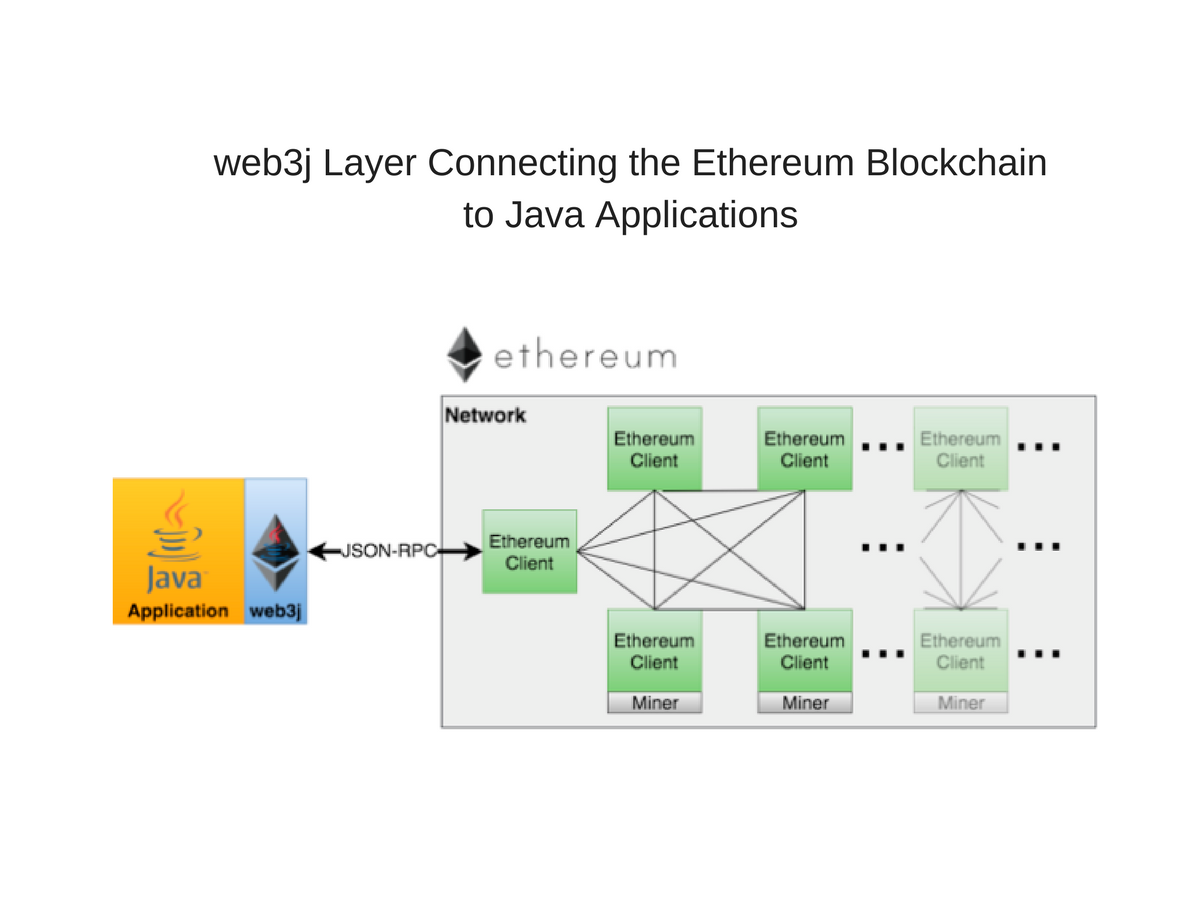 web3j Layer Connecting the Ethereum Blockchain
to Java Applications
ethereum
Network
Ethereum
Client
Ethereum
Client
...
Ethereum
Client
...
Java™
Application
web3j
JSON-RPC
Ethereum
Client
...
...
Ethereum
Client
Miner
Ethereum
Client
Miner
...
Ethereum
Client
Miner
...